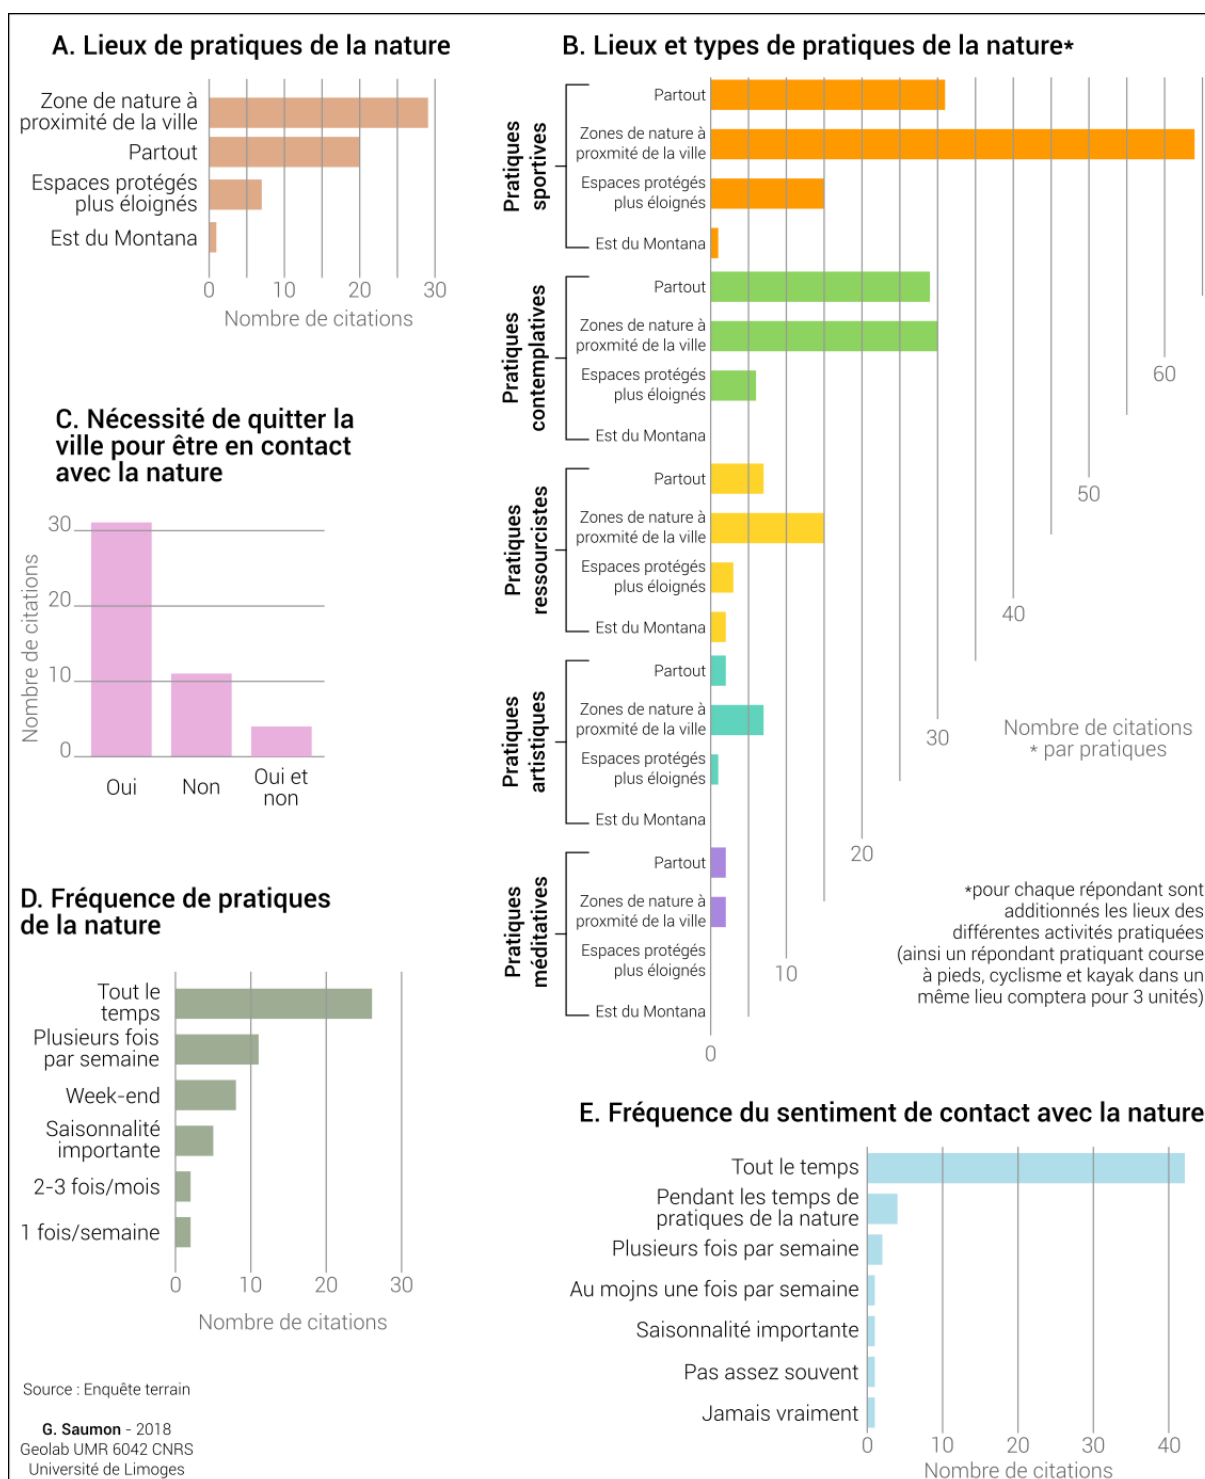 A. Lieux de pratiques de la nature
Zone de nature à
proximité de la ville
Partout
Espaces protégés
plus éloignés
Est du Montana
0 10 20 30
Nombre de citations
B. Lieux et types de pratiques de la nature*
Pratiques
sportives
Partout
Zones de nature à
proxmité de la ville
Espaces protégés
plus éloignés
Est du Montana
Pratiques
contemplatives
Partout
Zones de nature à
proxmité de la ville
Espaces protégés
plus éloignés
Est du Montana
Pratiques
ressourcistes
Partout
Zones de nature à
proxmité de la ville
Espaces protégés
plus éloignés
Est du Montana
Pratiques
artistiques
Partout
Zones de nature à
proxmité de la ville
Espaces protégés
plus éloignés
Est du Montana
Pratiques
méditatives
Partout
Zones de nature à
proxmité de la ville
Espaces protégés
plus éloignés
Est du Montana
0
10
20
30
40
50
60
Nombre de citations
* par pratiques
*pour chaque répondant sont
additionnés les lieux des
différentes activités pratiquées
(ainsi un répondant pratiquant course
à pieds, cyclisme et kayak dans un
même lieu comptera pour 3 unités)
C. Nécessité de quitter la
ville pour être en contact
avec la nature
Nombre de citations
30
20
10
0
Oui
Non
Oui et
non
D. Fréquence de pratiques
de la nature
Tout le
temps
Plusieurs fois
par semaine
Week-end
Saisonnalité
importante
2-3 fois/mois
1 fois/semaine
0 10 20 30
Nombre de citations
E. Fréquence du sentiment de contact avec la nature
Tout le temps
Pendant les temps de
pratiques de la nature
Plusieurs fois par semaine
Au mojns une fois par semaine
Saisonnalité importante
Pas assez souvent
Jamais vraiment
0 10 20 30 40
Nombre de citations
Source : Enquête terrain
G. Saumon - 2018
Geolab UMR 6042 CNRS
Université de Limoges